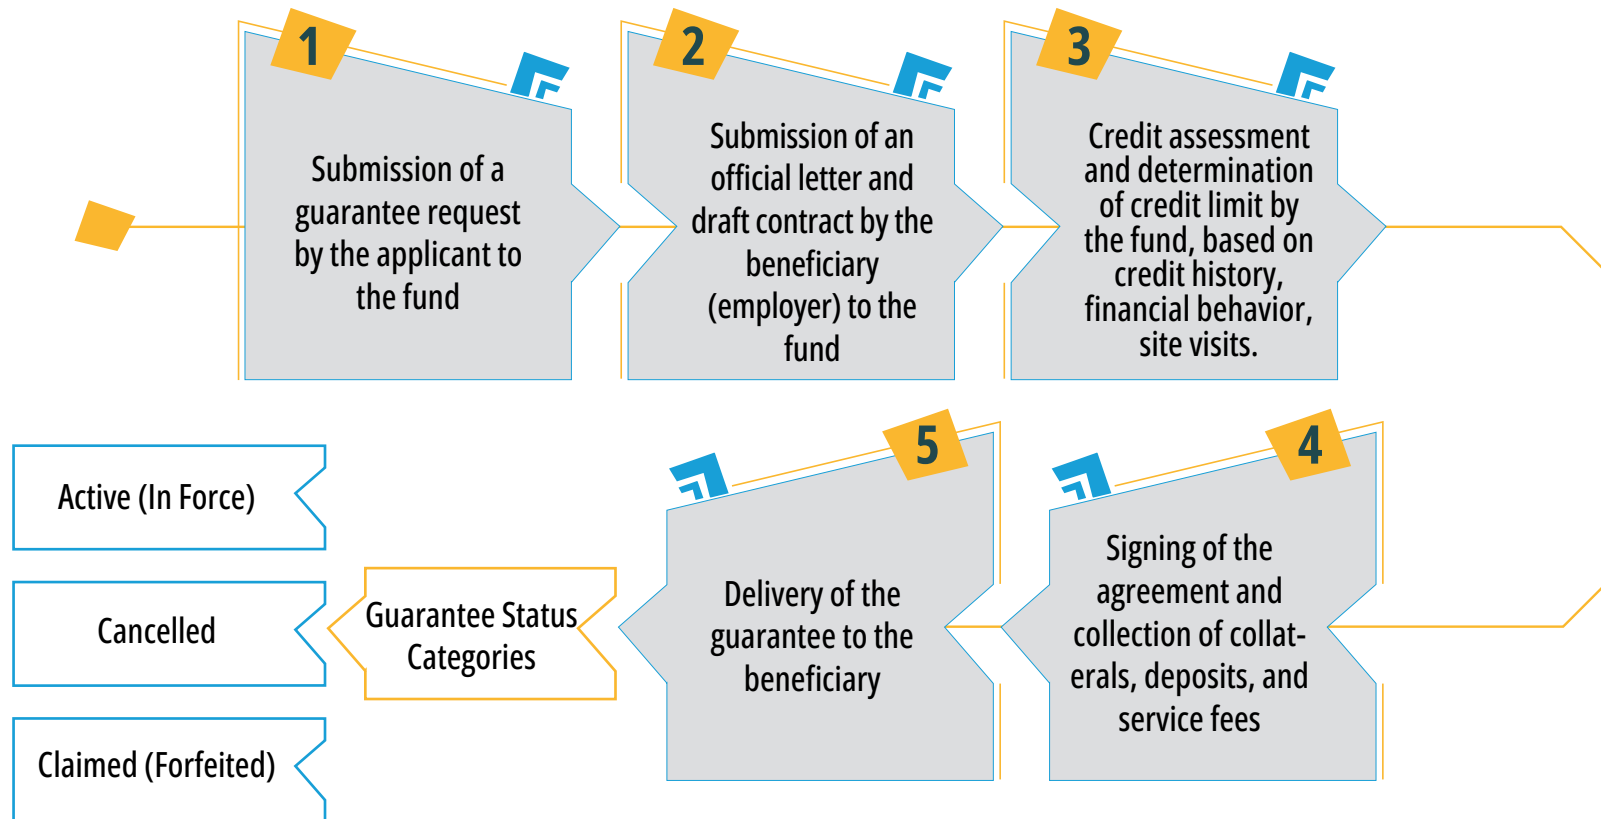 1
Submission of a
guarantee request
by the applicant to
the fund
2
Submission of an
official letter and
draft contract by the
beneficiary
(employer) to the
fund
3
Credit assessment
and determination
of credit limit by
the fund, based on
credit history,
financial behavior,
site visits.
4
Signing of the
agreement and
collection of collat-
erals, deposits, and
service fees
5
Delivery of the
guarantee to the
beneficiary
Guarantee Status
Categories
Active (In Force)
Cancelled
Claimed (Forfeited)